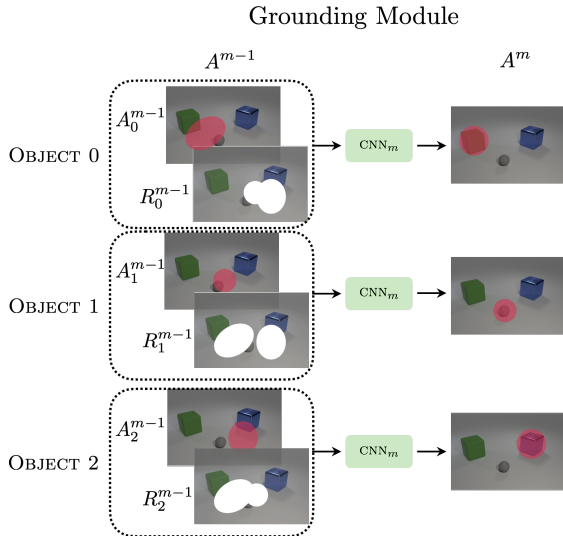 Grounding Module
A^{m-1} A^m
A_0^{m-1}
OBJECT 0 CNN_m
R_0^{m-1}
A_1^{m-1}
OBJECT 1 CNN_m
R_1^{m-1}
A_2^{m-1}
OBJECT 2 CNN_m
R_2^{m-1}